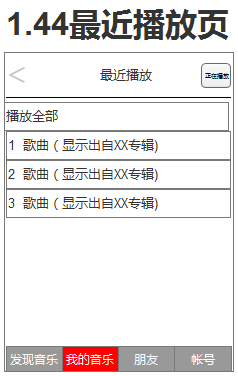 1.44最近播放页
< 最近播放 正在播放
播放全部
1 歌曲（显示出自XX专辑)
2 歌曲（显示出自XX专辑)
3 歌曲（显示出自XX专辑)
发现音乐 我的音乐 朋友 帐号